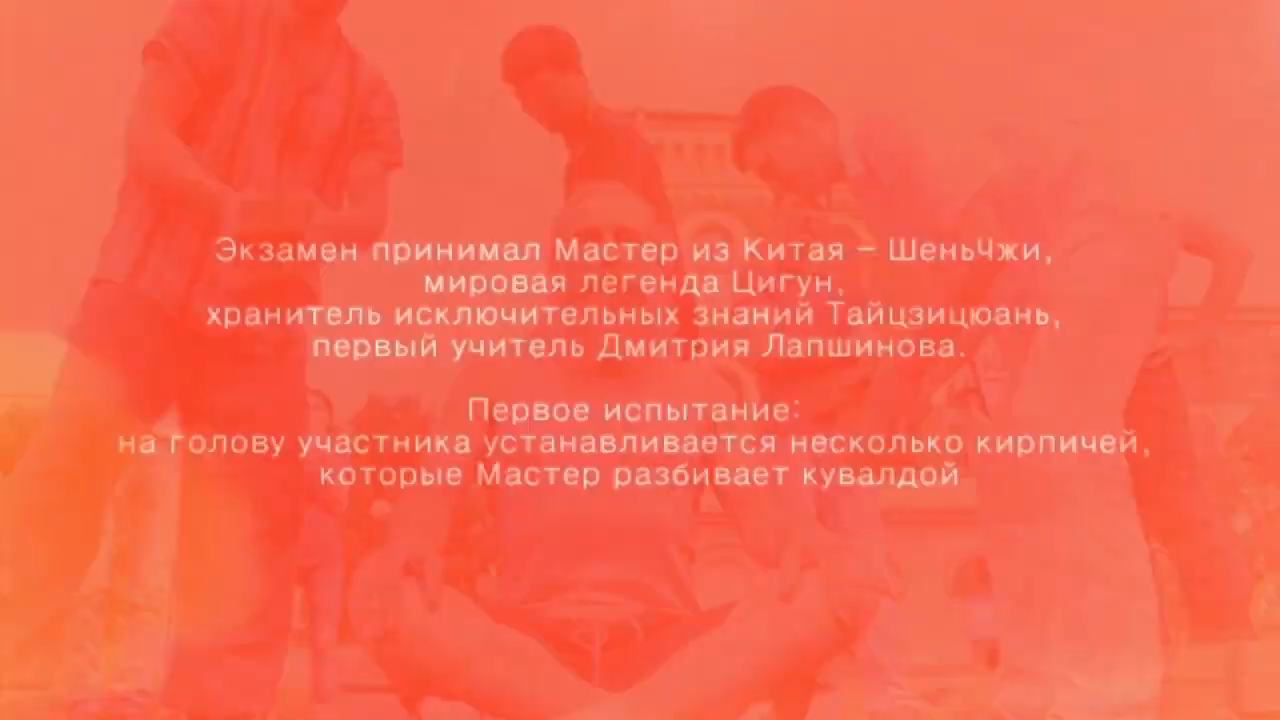 Экзамен принимал Мастер из Китая – ШеньЧжи,
мировая легенда Цигун,
хранитель исключительных знаний Тайцзицюань,
первый учитель Дмитрия Лапшинова.
Первое испытание:
на голову участника устанавливается несколько кирпичей,
которые Мастер разбивает кувалдой